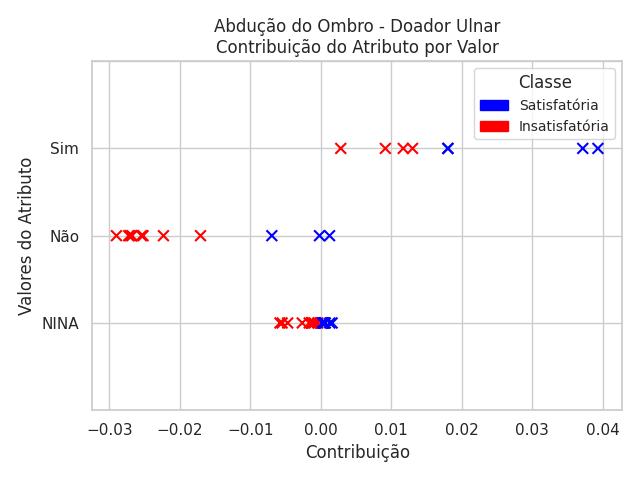 Abdução do Ombro - Doador Ulnar
Contribuição do Atributo por Valor
Classe
Satisfatória
Insatisfatória
Valores do Atributo
Sim
Não
NINA
−0.03 −0.02 −0.01 0.00 0.01 0.02 0.03 0.04
Contribuição